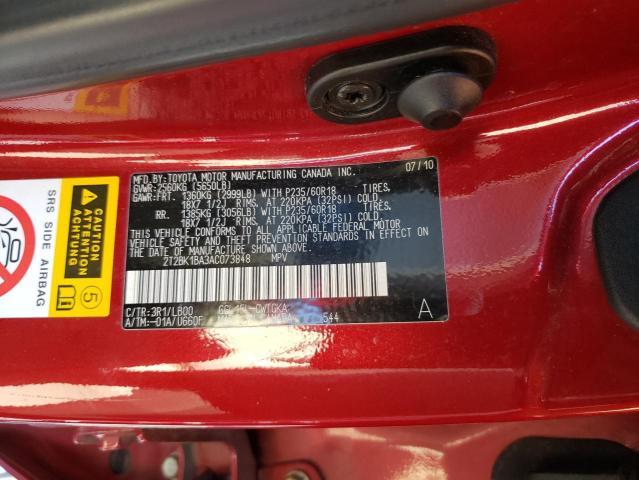 MFD.BY:TOYOTA MOTOR MANUFACTURING CANADA INC. 07/10
GVWR:2560KG (5650LB)
GAWR:FRT. 1360KG (2999LB) WITH P235/60R18 TIRES,
18X7 1/2J RIMS, AT 220KPA (32PSI) COLD
RR. 1385KG (3056LB) WITH P235/60R18 TIRES,
18X7 1/2J RIMS, AT 220KPA (32PSI) COLD
THIS VEHICLE CONFORMS TO ALL APPLICABLE FEDERAL MOTOR
VEHICLE SAFETY AND THEFT PREVENTION STANDARDS IN EFFECT ON
THE DATE OF MANUFACTURE SHOWN ABOVE.
2T2BK1BA3AC073848 MPV
C/TR:3R1/LB00
A/TM:-01A/U660F
544
A
SRS SIDE AIRBAG
5